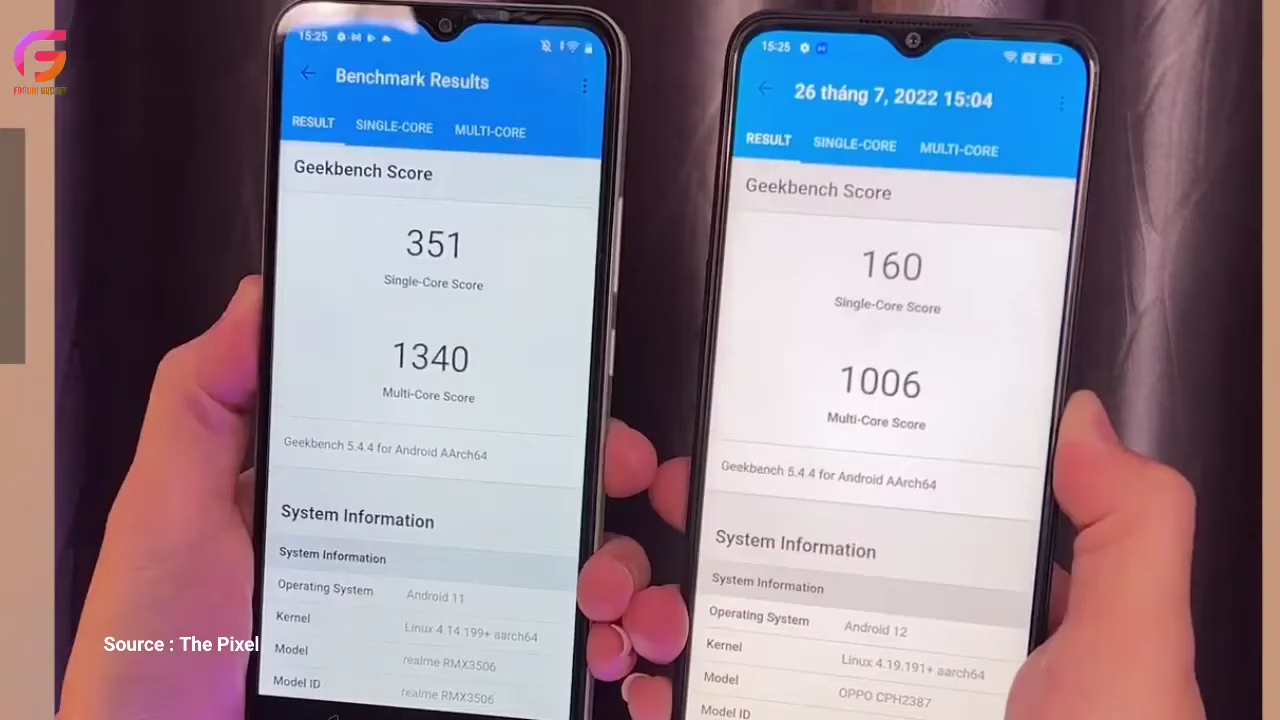 FORUM GADGET
15:25
Benchmark Results
RESULT SINGLE-CORE MULTI-CORE
Geekbench Score
351
Single-Core Score
1340
Multi-Core Score
Geekbench 5.4.4 for Android AArch64
System Information
System Information
Operating System Android 11
Kernel Linux 4.14.199+ aarch64
Model realme RMX3506
Model ID realme RMX3506
15:25
26 tháng 7, 2022 15:04
RESULT SINGLE-CORE MULTI-CORE
Geekbench Score
160
Single-Core Score
1006
Multi-Core Score
Geekbench 5.4.4 for Android AArch64
System Information
System Information
Operating System Android 12
Kernel Linux 4.19.191+ aarch64
Model OPPO CPH2387
Model ID
Source : The Pixel